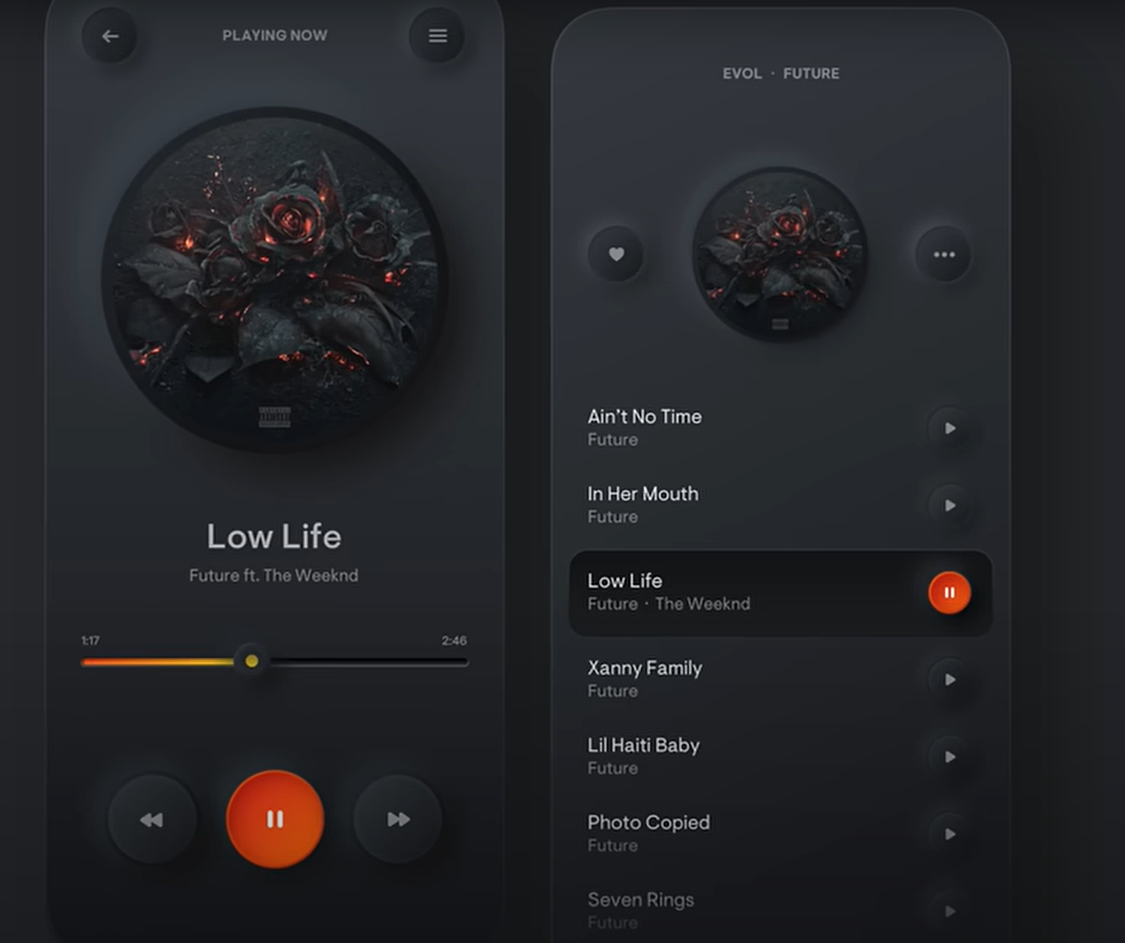 PLAYING NOW
Low Life
Future ft. The Weeknd
1:17
2:46
EVOL · FUTURE
Ain't No Time
Future
In Her Mouth
Future
Low Life
Future · The Weeknd
Xanny Family
Future
Lil Haiti Baby
Future
Photo Copied
Future
Seven Rings
Future